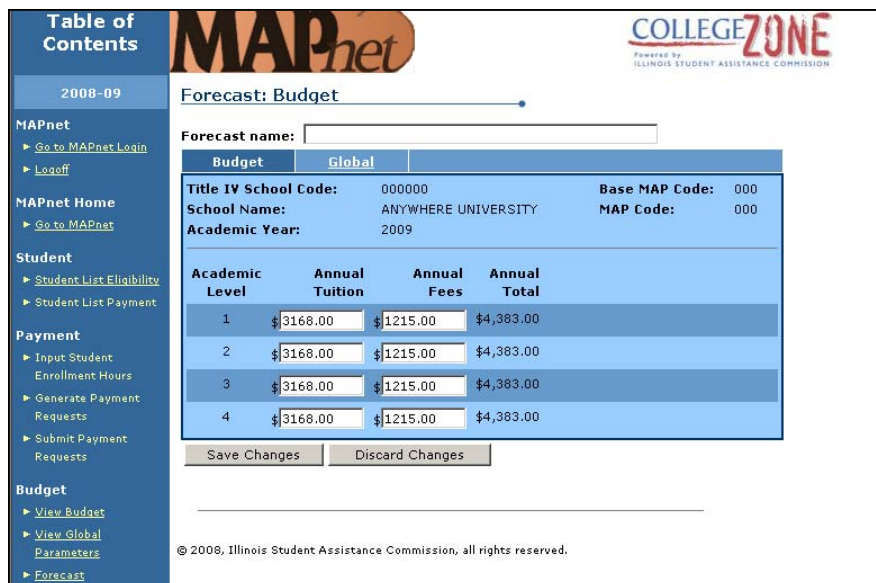 Table of
Contents
2008-09
MAPnet
Go to MAPnet Login
Logoff
MAPnet Home
Go to MAPnet
Student
Student List Eligibility
Student List Payment
Payment
Input Student
Enrollment Hours
Generate Payment
Requests
Submit Payment
Requests
Budget
View Budget
View Global
Parameters
Forecast
MAPnet
COLLEGE ZONE
Powered by
ILLINOIS STUDENT ASSISTANCE COMMISSION
Forecast: Budget
Forecast name:
Budget Global
Title IV School Code: 000000 Base MAP Code: 000
School Name: ANYWHERE UNIVERSITY MAP Code: 000
Academic Year: 2009
Academic Annual Annual Annual
Level Tuition Fees Total
1 $ 3168.00 $ 1215.00 $4,383.00
2 $ 3168.00 $ 1215.00 $4,383.00
3 $ 3168.00 $ 1215.00 $4,383.00
4 $ 3168.00 $ 1215.00 $4,383.00
Save Changes Discard Changes
© 2008, Illinois Student Assistance Commission, all rights reserved.